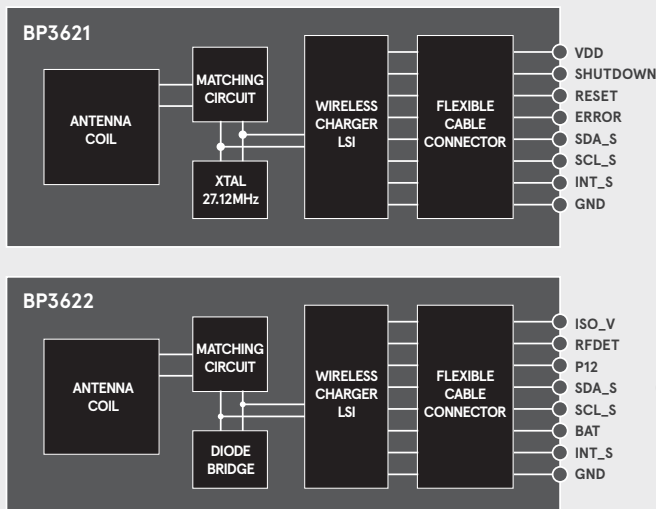 BP3621
ANTENNA
COIL
MATCHING
CIRCUIT
XTAL
27.12MHz
WIRELESS
CHARGER
LSI
FLEXIBLE
CABLE
CONNECTOR
VDD
SHUTDOWN
RESET
ERROR
SDA_S
SCL_S
INT_S
GND
BP3622
ANTENNA
COIL
MATCHING
CIRCUIT
DIODE
BRIDGE
WIRELESS
CHARGER
LSI
FLEXIBLE
CABLE
CONNECTOR
ISO_V
RFDET
P12
SDA_S
SCL_S
BAT
INT_S
GND